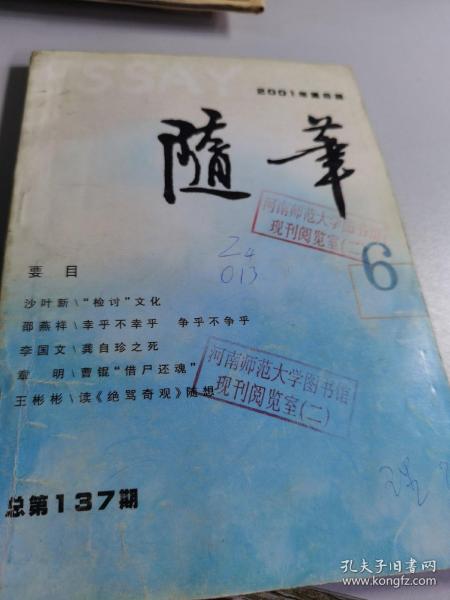 ESSAY
2001年第六期
随筆
河南师范大学图书馆
现刊阅览室(二)
6
Z4
013
要 目
沙叶新\“检讨”文化
邵燕祥\幸乎不幸乎 争乎不争乎
李国文\龚自珍之死
章 明\曹锟“借尸还魂”
王彬彬\读《绝骂奇观》随想
河南师范大学图书馆
现刊阅览室(二)
总第137期
孔夫子旧书网
www.kongfz.com